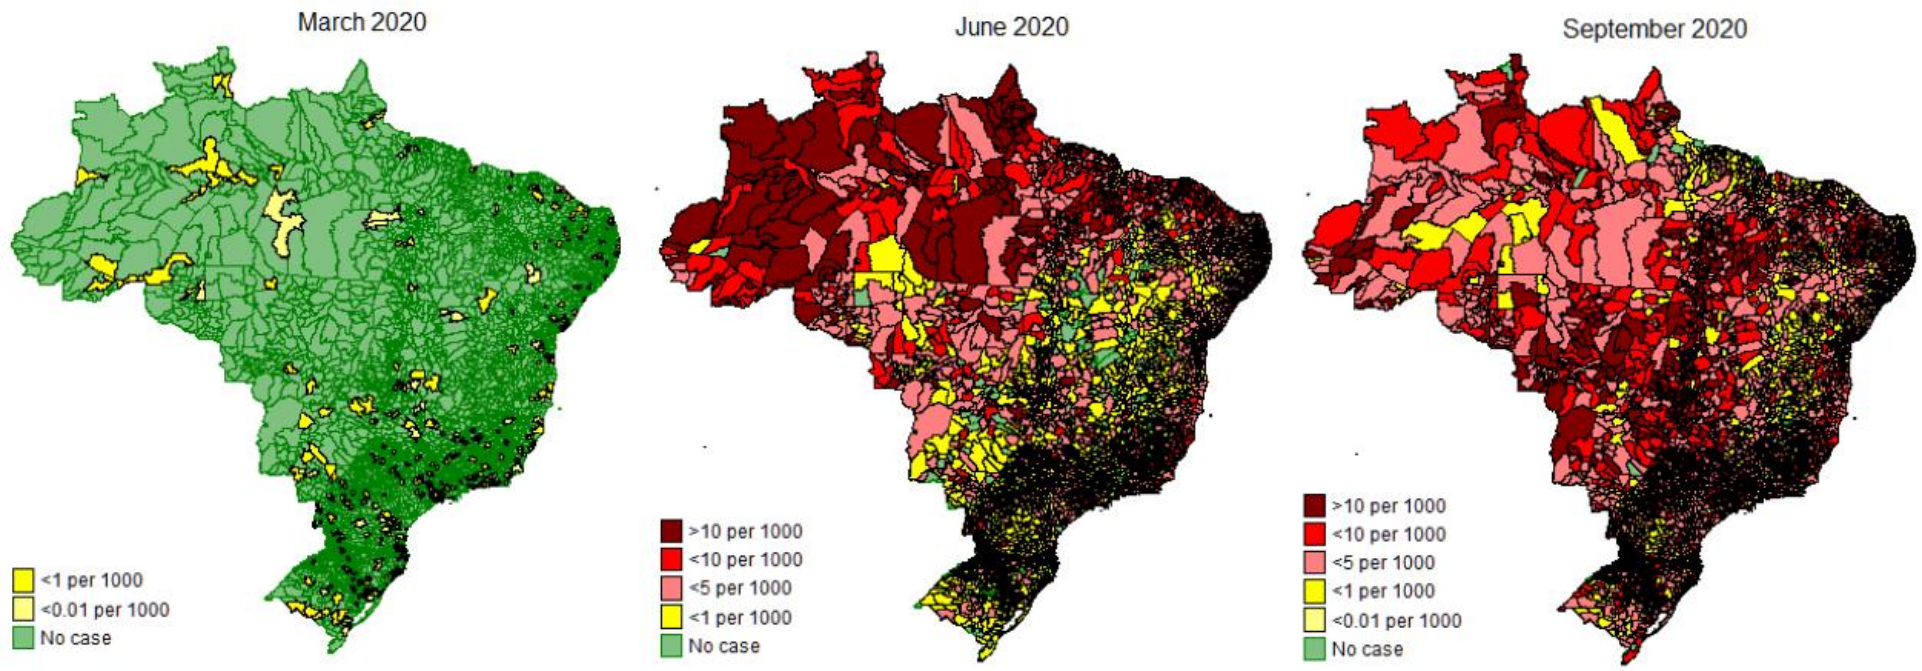 March 2020
June 2020
September 2020
<1 per 1000
<0.01 per 1000
No case
>10 per 1000
<10 per 1000
<5 per 1000
<1 per 1000
No case
>10 per 1000
<10 per 1000
<5 per 1000
<1 per 1000
<0.01 per 1000
No case